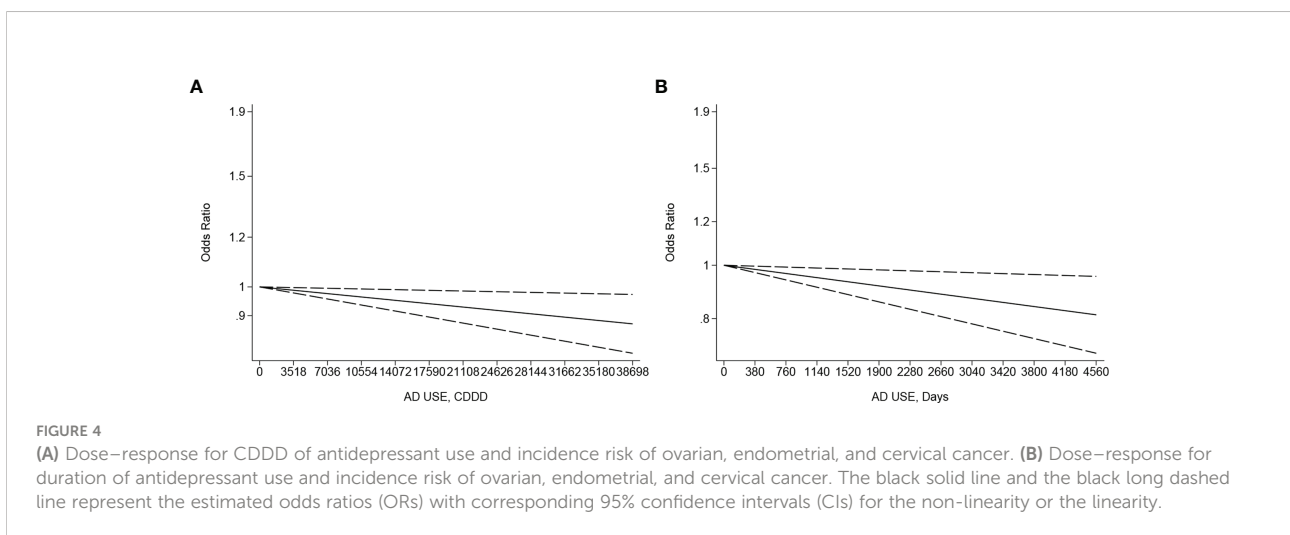 A
B
1.9
1.5
1.2
1
.9
Odds Ratio
0 3518 7036 10554 14072 17590 21108 24626 28144 31662 35180 38698
AD USE, CDDD
1.9
1.5
1.2
1
.8
Odds Ratio
0 380 760 1140 1520 1900 2280 2660 3040 3420 3800 4180 4560
AD USE, Days
FIGURE 4
(A) Dose–response for CDDD of antidepressant use and incidence risk of ovarian, endometrial, and cervical cancer. (B) Dose–response for
duration of antidepressant use and incidence risk of ovarian, endometrial, and cervical cancer. The black solid line and the black long dashed
line represent the estimated odds ratios (ORs) with corresponding 95% confidence intervals (CIs) for the non-linearity or the linearity.